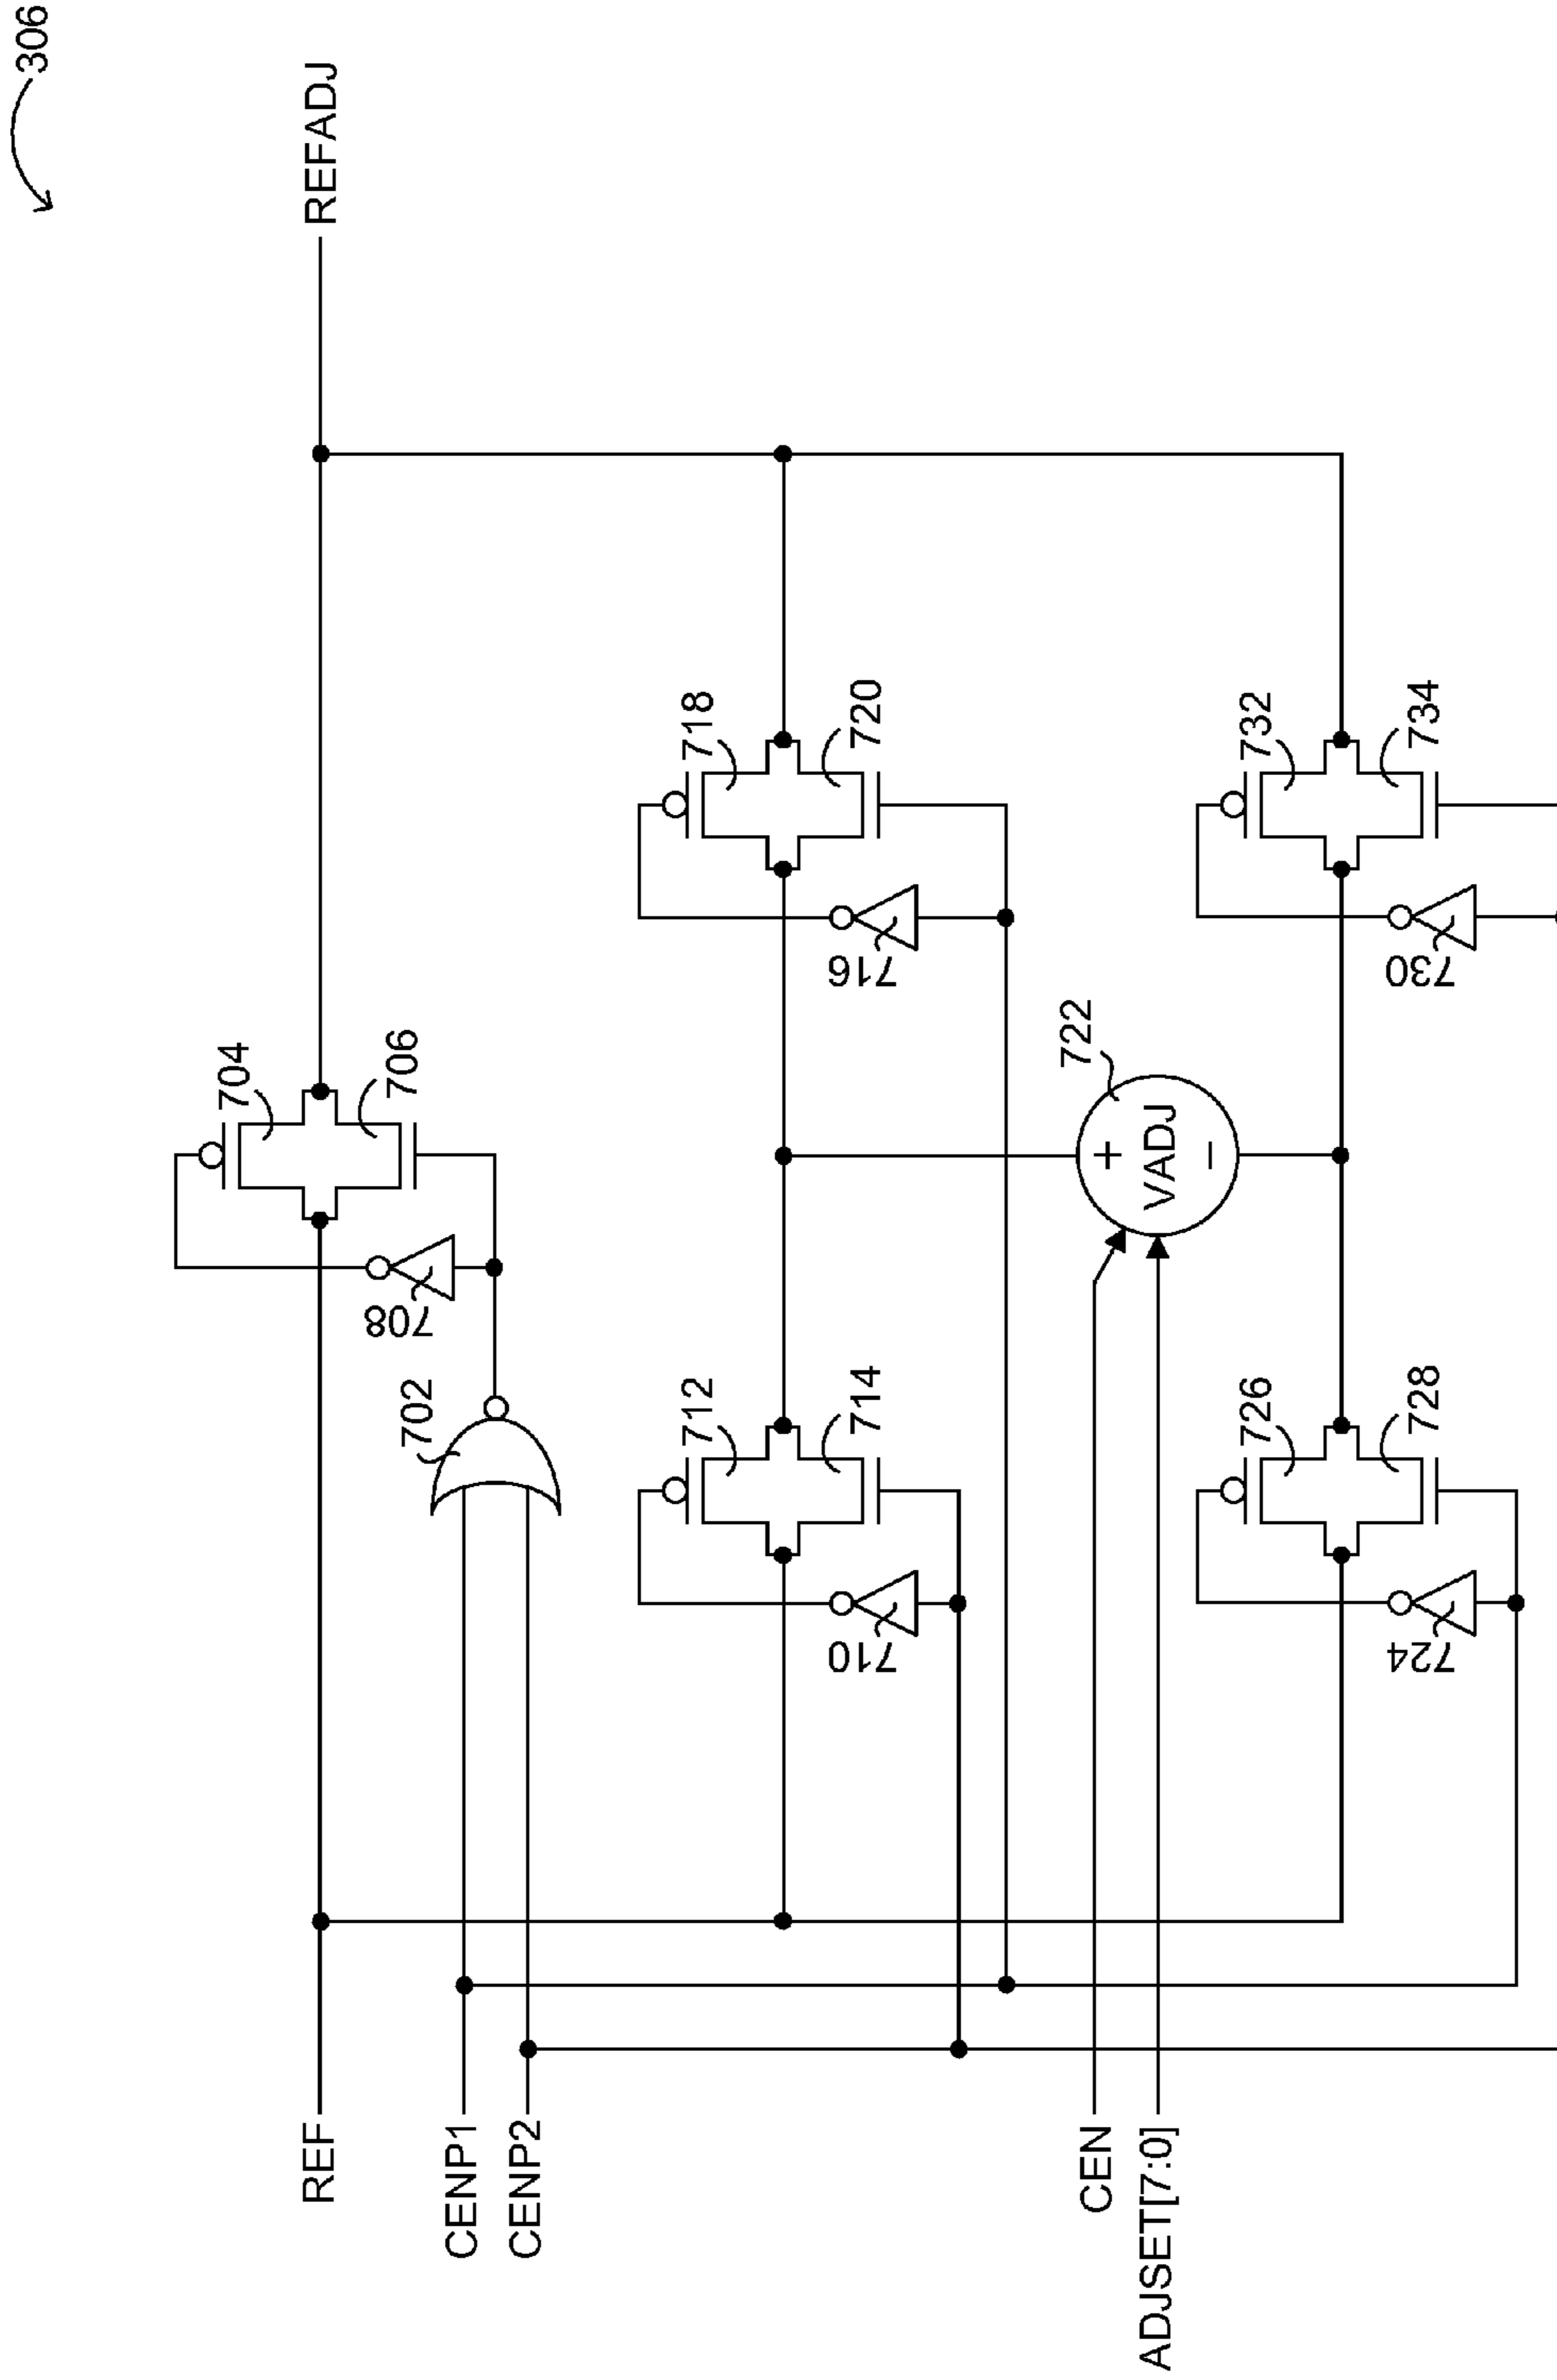 306
REF
REFADJ
704
706
708
702
CENP1
CENP2
712
714
710
718
720
716
722
+
VADJ
−
CEN
ADJSET[7:0]
726
728
724
732
734
730